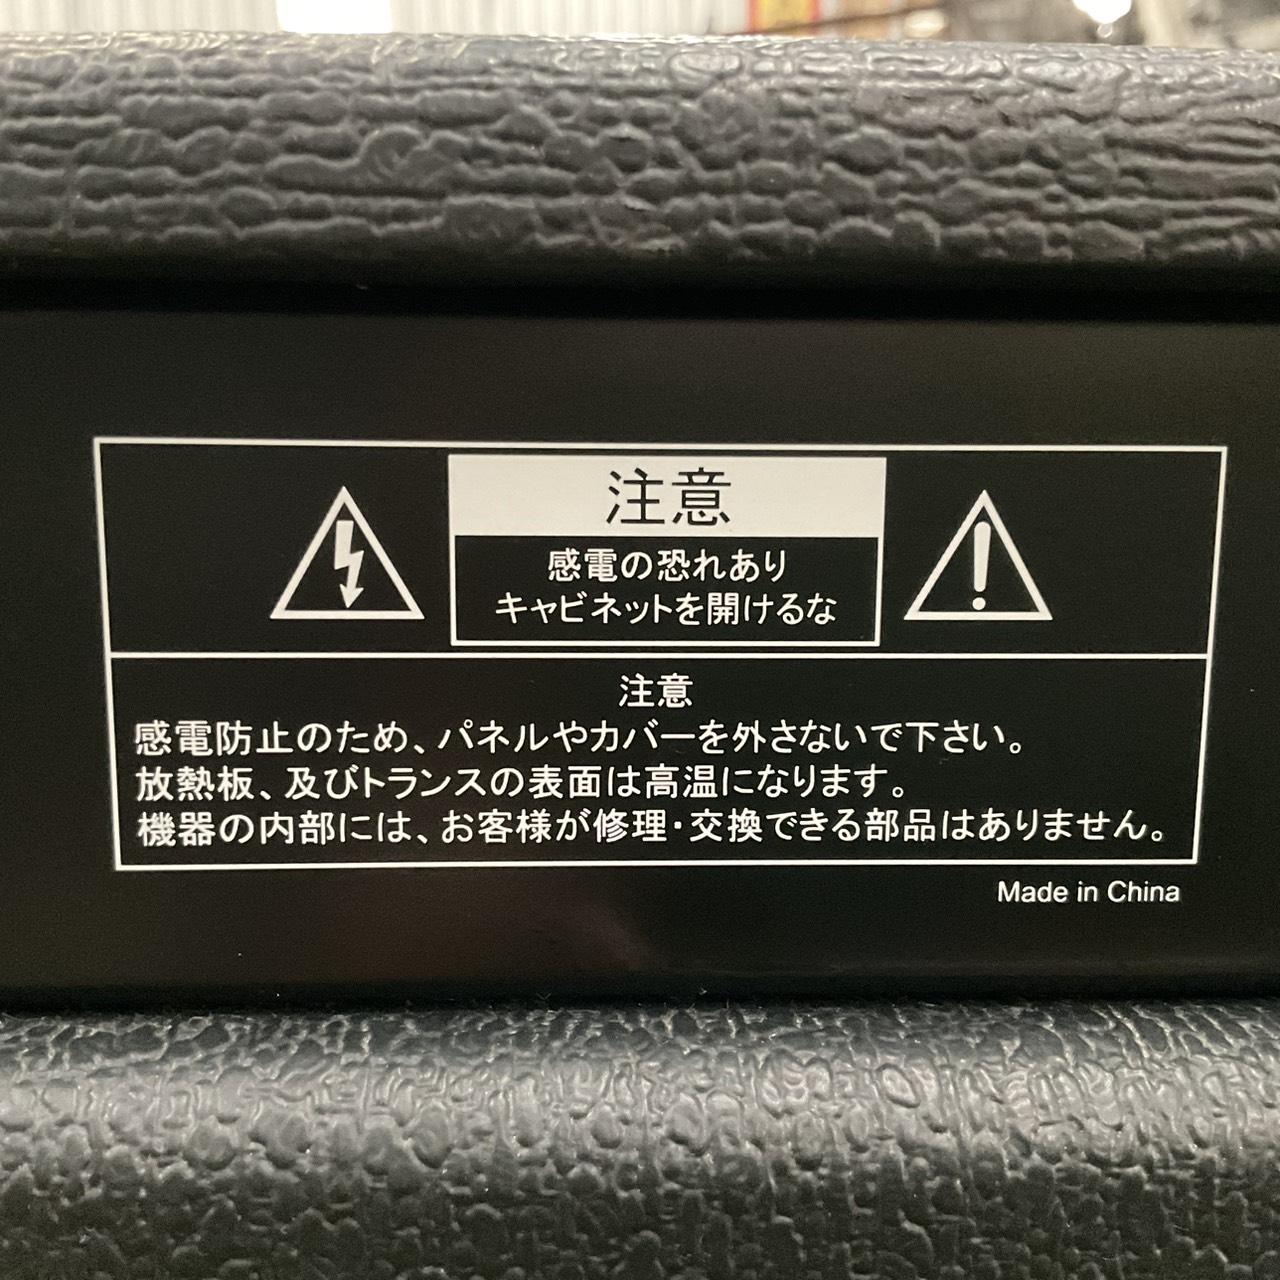 注意
感電の恐れあり
キャビネットを開けるな
注意
感電防止のため、パネルやカバーを外さないで下さい。
放熱板、及びトランスの表面は高温になります。
機器の内部には、お客様が修理・交換できる部品はありません。
Made in China